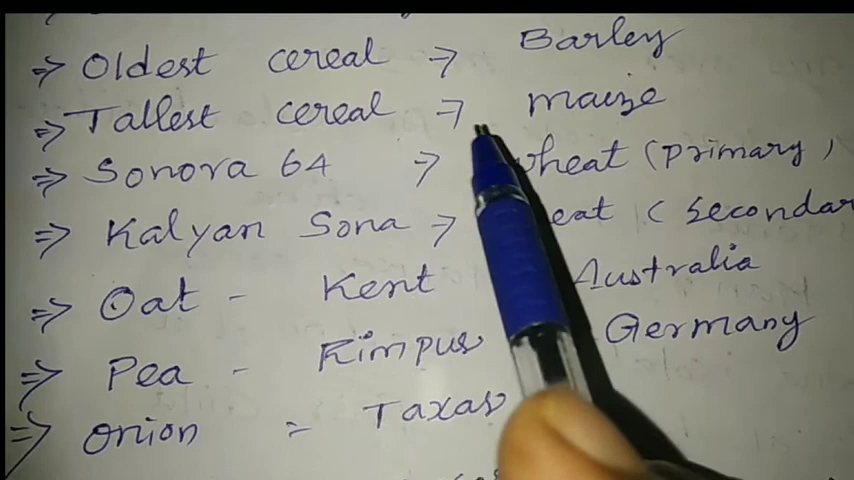 ⇒ Oldest cereal ⇒ Barley
⇒ Tallest cereal ⇒ maize
⇒ Sonora 64 ⇒ wheat (primary)
⇒ Kalyan Sona ⇒ eat (secondar
⇒ Oat - Kent Australia
⇒ Pea - Rimpus Germany
⇒ Onion = Taxas